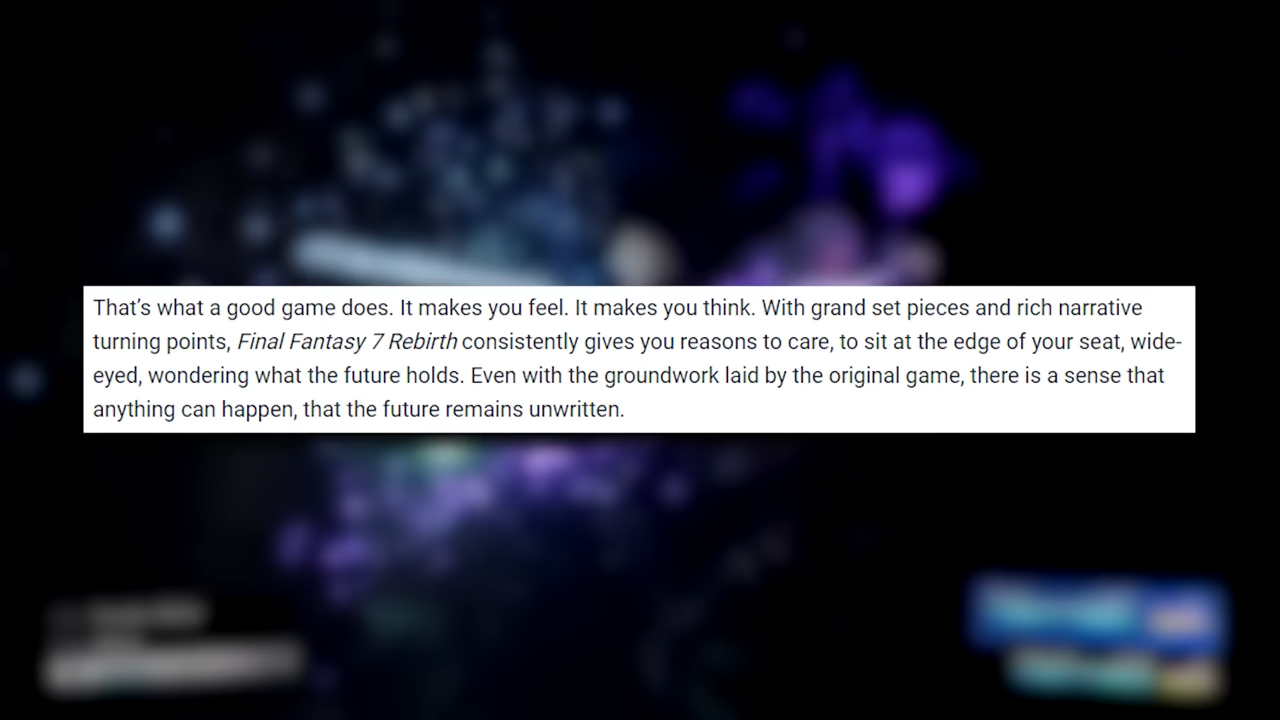 That’s what a good game does. It makes you feel. It makes you think. With grand set pieces and rich narrative
turning points, Final Fantasy 7 Rebirth consistently gives you reasons to care, to sit at the edge of your seat, wide-
eyed, wondering what the future holds. Even with the groundwork laid by the original game, there is a sense that
anything can happen, that the future remains unwritten.